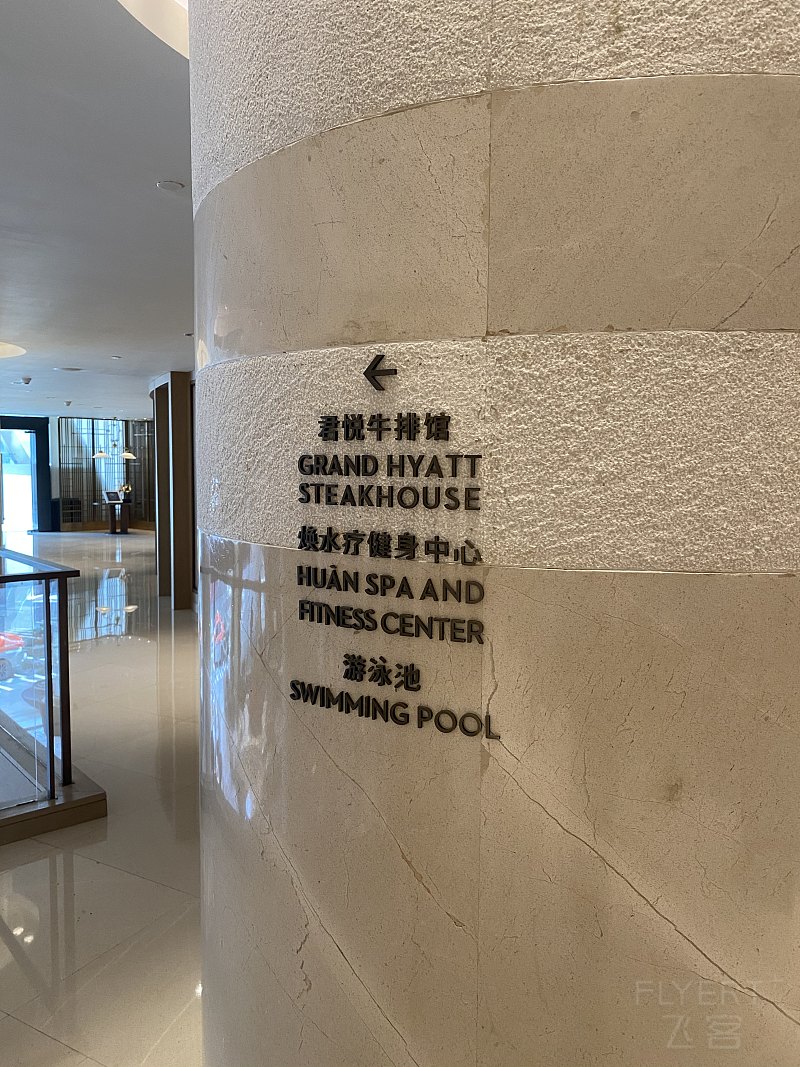 君悦牛排馆
GRAND HYATT
STEAKHOUSE
焕水疗健身中心
HUÀN SPA AND
FITNESS CENTER
游泳池
SWIMMING POOL
FLYERT
飞客